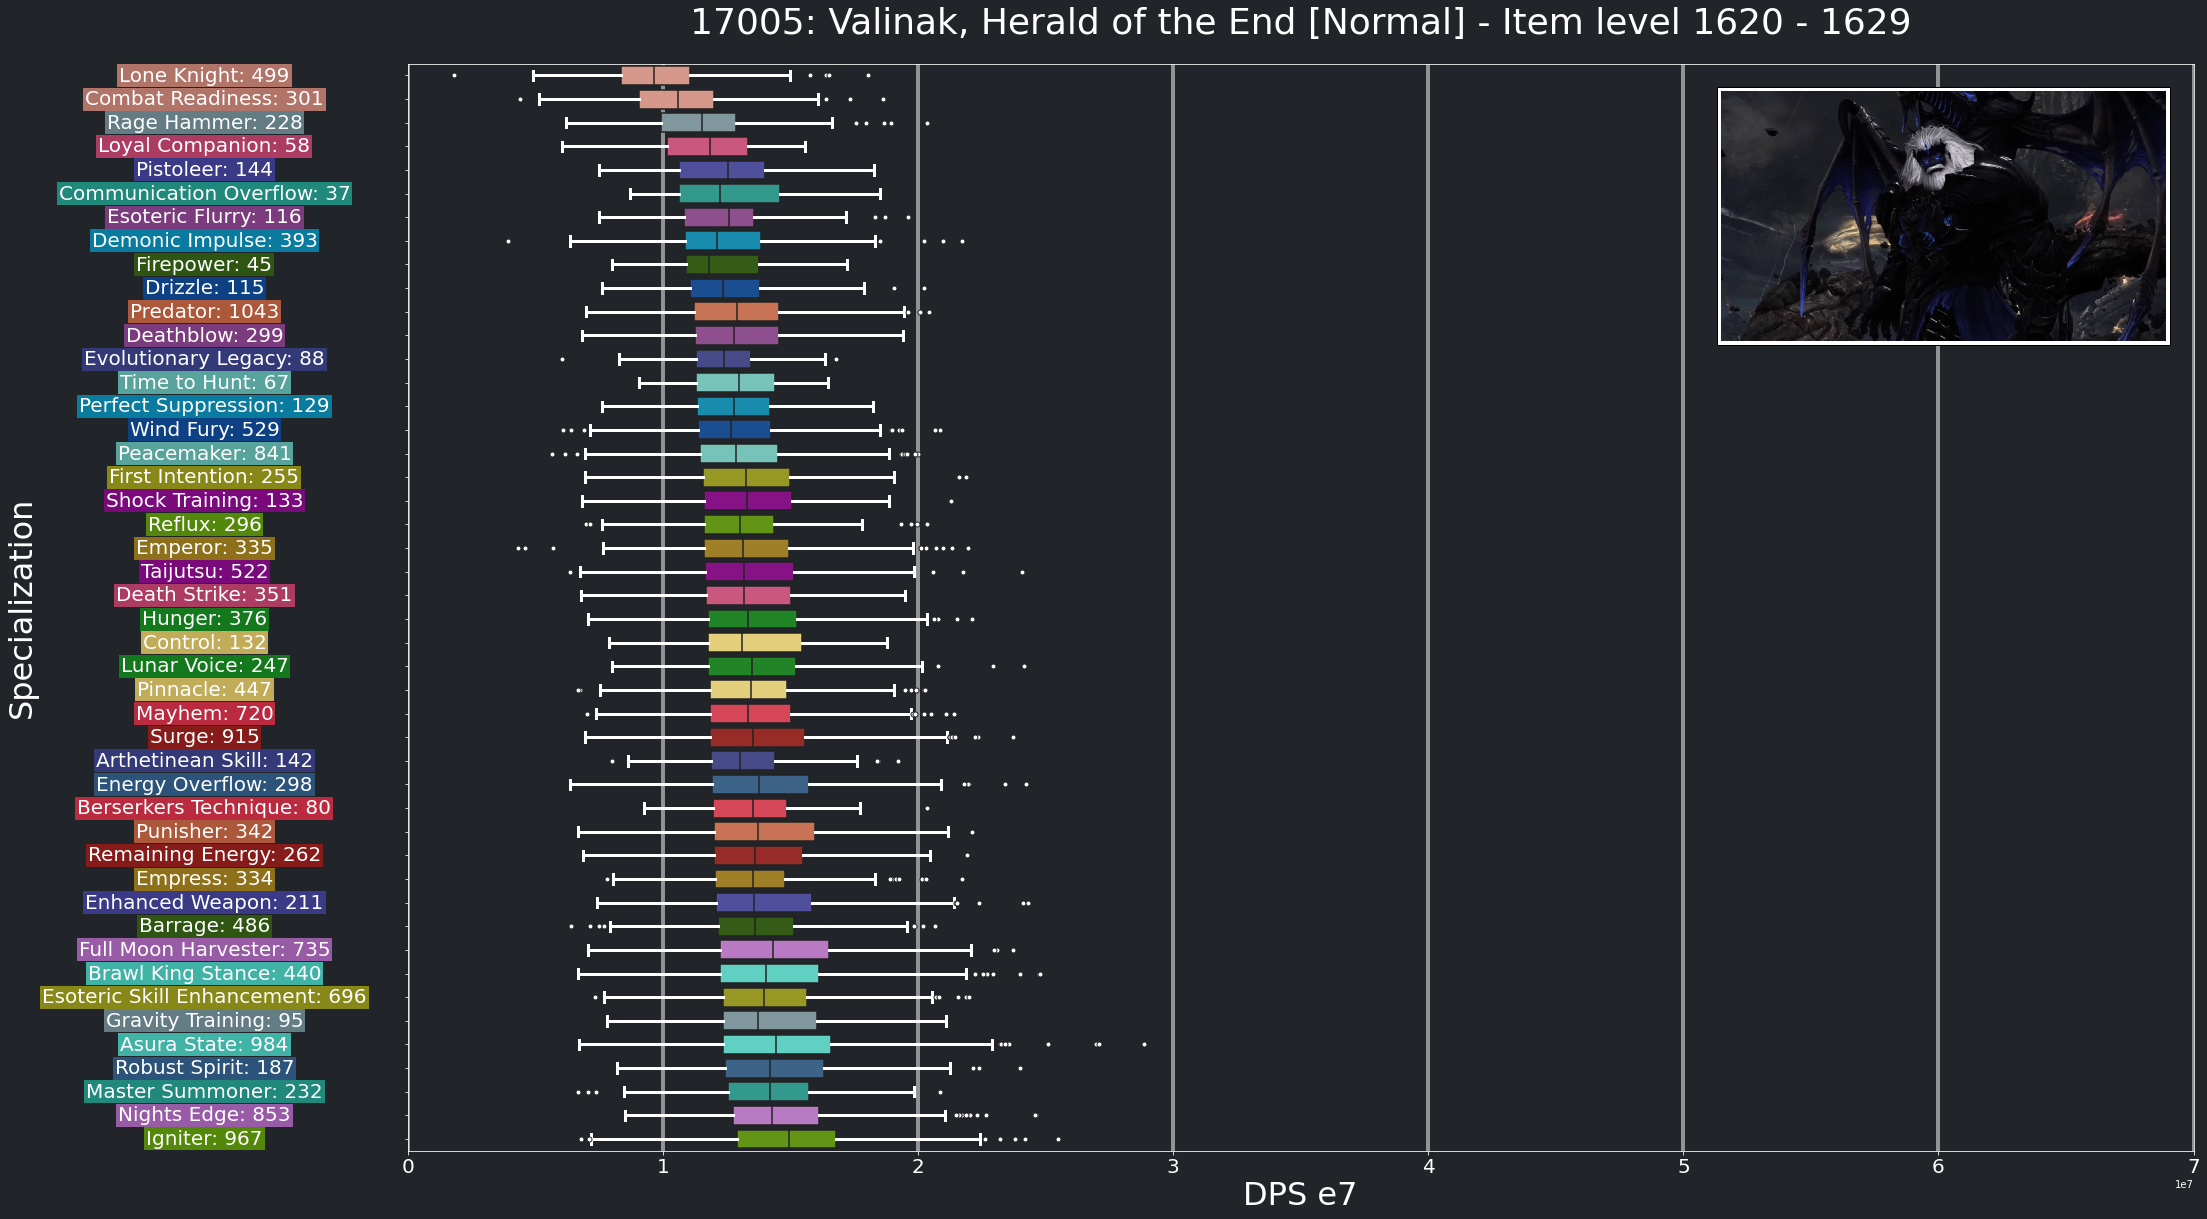 17005: Valinak, Herald of the End [Normal] - Item level 1620 - 1629
Lone Knight: 499
Combat Readiness: 301
Rage Hammer: 228
Loyal Companion: 58
Pistoleer: 144
Communication Overflow: 37
Esoteric Flurry: 116
Demonic Impulse: 393
Firepower: 45
Drizzle: 115
Predator: 1043
Deathblow: 299
Evolutionary Legacy: 88
Time to Hunt: 67
Perfect Suppression: 129
Wind Fury: 529
Peacemaker: 841
First Intention: 255
Shock Training: 133
Reflux: 296
Emperor: 335
Taijutsu: 522
Death Strike: 351
Hunger: 376
Control: 132
Lunar Voice: 247
Pinnacle: 447
Mayhem: 720
Surge: 915
Arthetinean Skill: 142
Energy Overflow: 298
Berserkers Technique: 80
Punisher: 342
Remaining Energy: 262
Empress: 334
Enhanced Weapon: 211
Barrage: 486
Full Moon Harvester: 735
Brawl King Stance: 440
Esoteric Skill Enhancement: 696
Gravity Training: 95
Asura State: 984
Robust Spirit: 187
Master Summoner: 232
Nights Edge: 853
Igniter: 967
Specialization
0 1 2 3 4 5 6 7
1e7
DPS e7